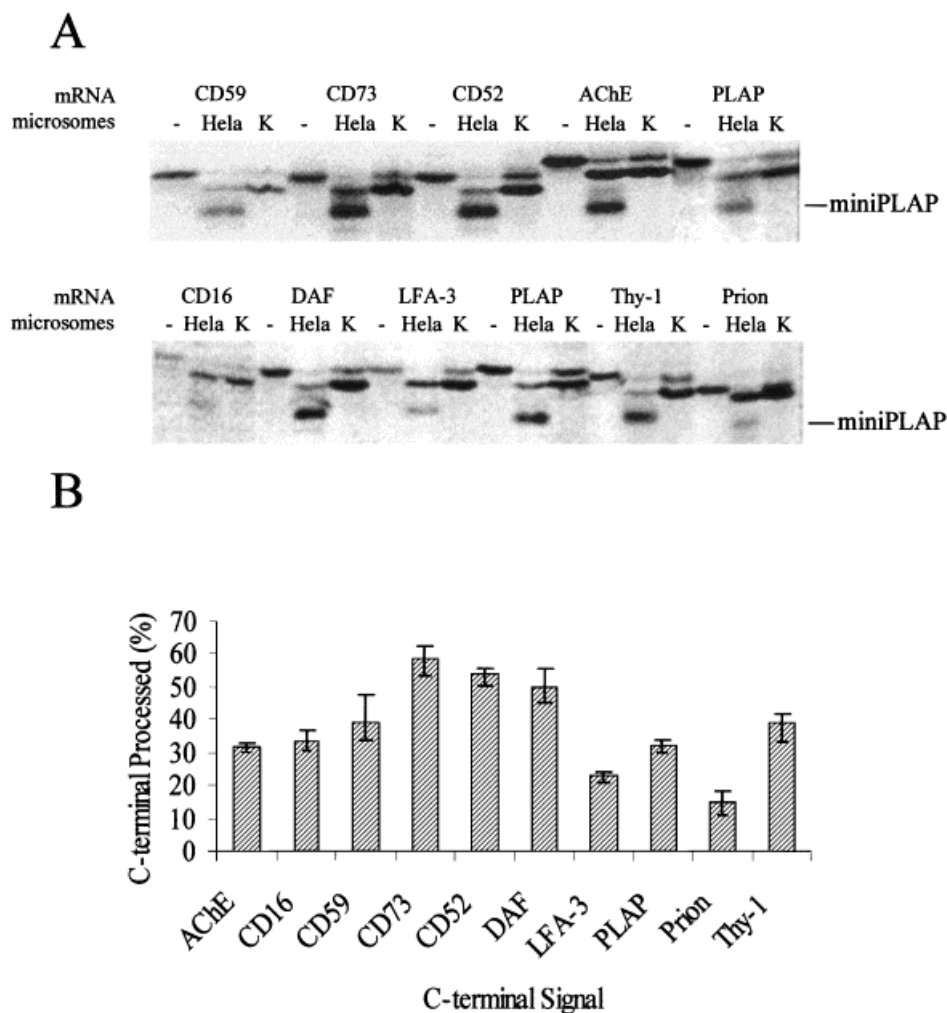 A
mRNA CD59 CD73 CD52 AChE PLAP
microsomes - Hela K - Hela K - Hela K - Hela K - Hela K
miniPLAP
mRNA CD16 DAF LFA-3 PLAP Thy-1 Prion
microsomes - Hela K - Hela K - Hela K - Hela K - Hela K - Hela K
miniPLAP
B
C-terminal Processed (%)
70
60
50
40
30
20
10
0
AChE CD16 CD59 CD73 CD52 DAF LFA-3 PLAP Prion Thy-1
C-terminal Signal